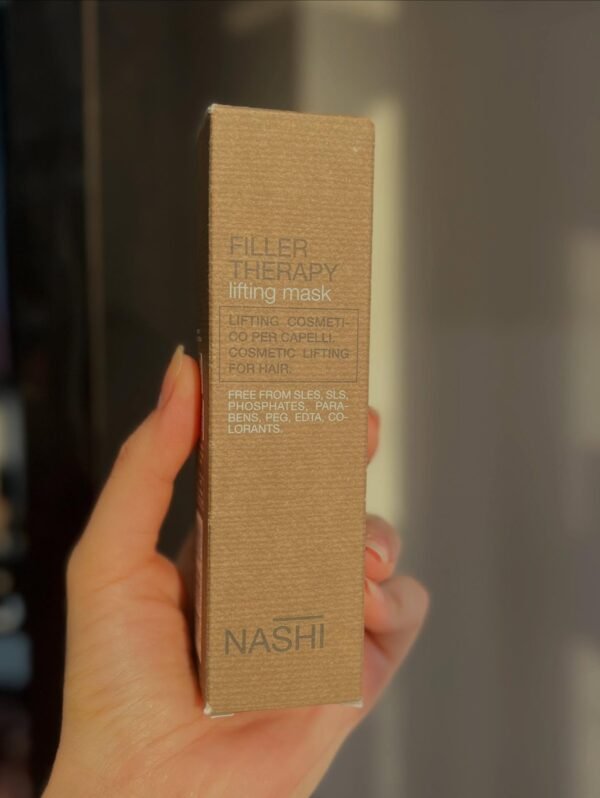 FILLER
THERAPY
lifting mask
LIFTING COSMETI-
CO PER CAPELLI.
COSMETIC LIFTING
FOR HAIR.
FREE FROM SLES, SLS,
PHOSPHATES, PARA-
BENS, PEG, EDTA, CO-
LORANTS.
NASHI